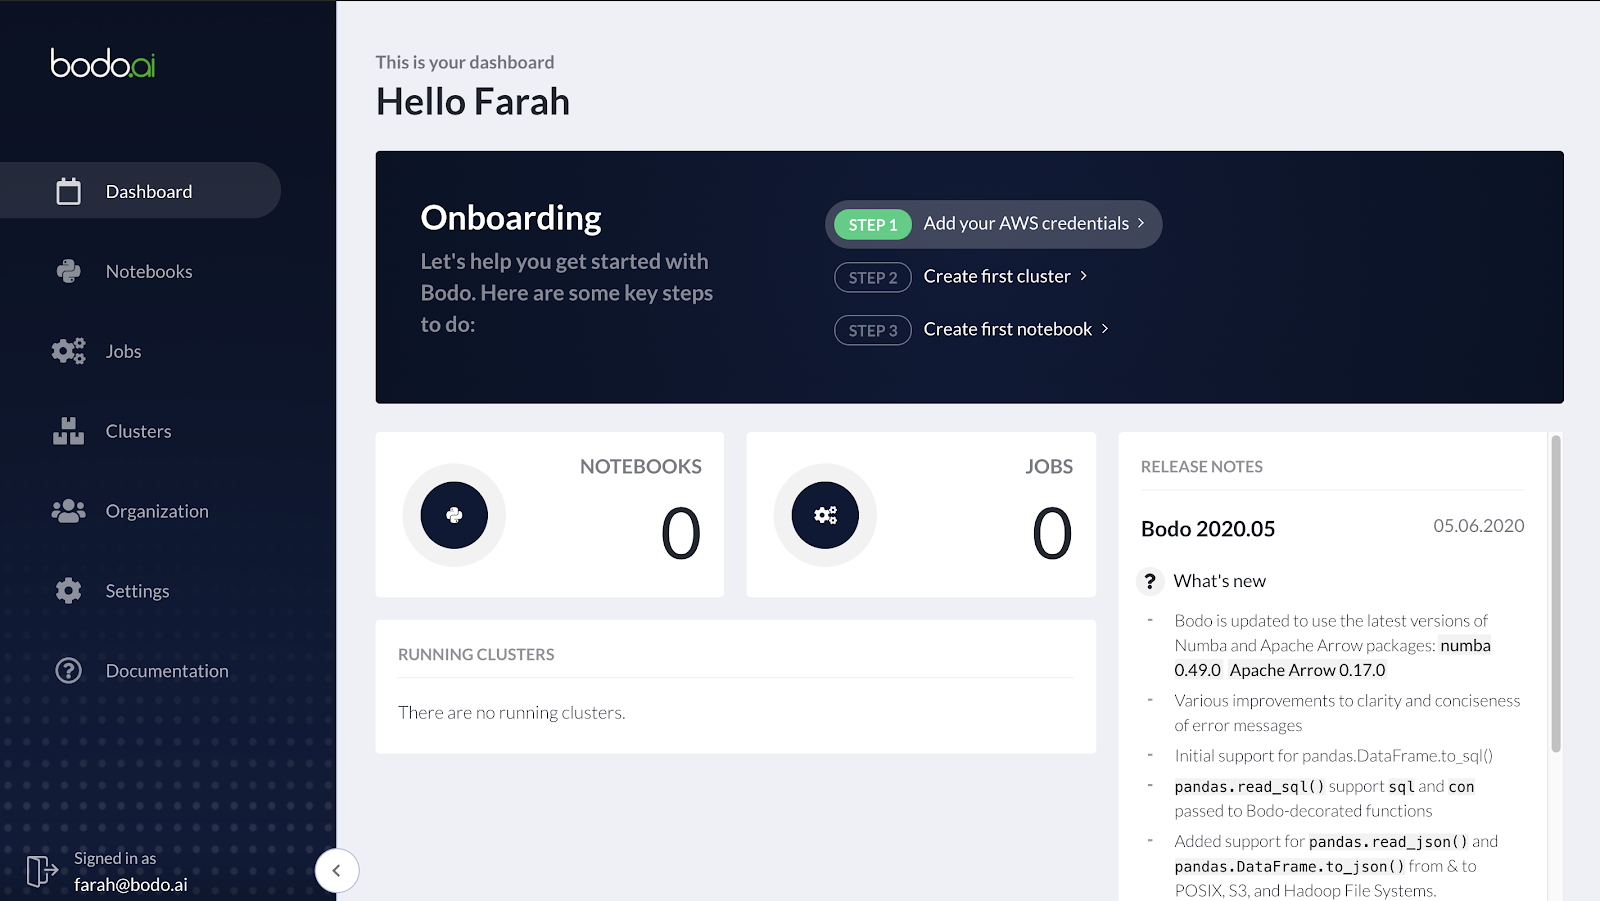 bodo.ai
Dashboard
Notebooks
Jobs
Clusters
Organization
Settings
Documentation
Signed in as
farah@bodo.ai
This is your dashboard
Hello Farah
Onboarding
Let's help you get started with
Bodo. Here are some key steps
to do:
STEP 1 Add your AWS credentials
STEP 2 Create first cluster
STEP 3 Create first notebook
NOTEBOOKS
0
JOBS
0
RUNNING CLUSTERS
There are no running clusters.
RELEASE NOTES
Bodo 2020.05 05.06.2020
? What's new
- Bodo is updated to use the latest versions of
Numba and Apache Arrow packages: numba
0.49.0 Apache Arrow 0.17.0
- Various improvements to clarity and conciseness
of error messages
- Initial support for pandas.DataFrame.to_sql()
- pandas.read_sql() support sql and con
passed to Bodo-decorated functions
- Added support for pandas.read_json() and
pandas.DataFrame.to_json() from & to
POSIX, S3, and Hadoop File Systems.